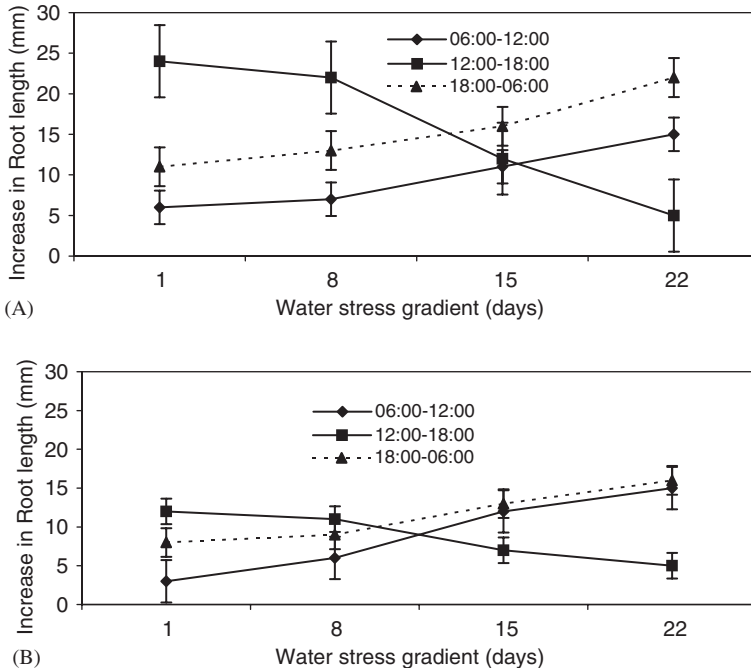 Increase in Root length (mm)
30
25
20
15
10
5
0
06:00-12:00
12:00-18:00
18:00-06:00
1 8 15 22
Water stress gradient (days)
(A)
Increase in Root length (mm)
30
25
20
15
10
5
0
06:00-12:00
12:00-18:00
18:00-06:00
1 8 15 22
Water stress gradient (days)
(B)